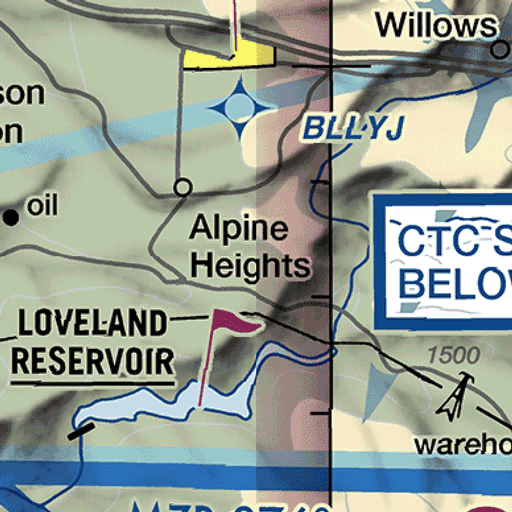 Willows
son
on
BLLYJ
oil
Alpine
Heights
CTC S
BELOW
LOVELAND
RESERVOIR
1500
wareho